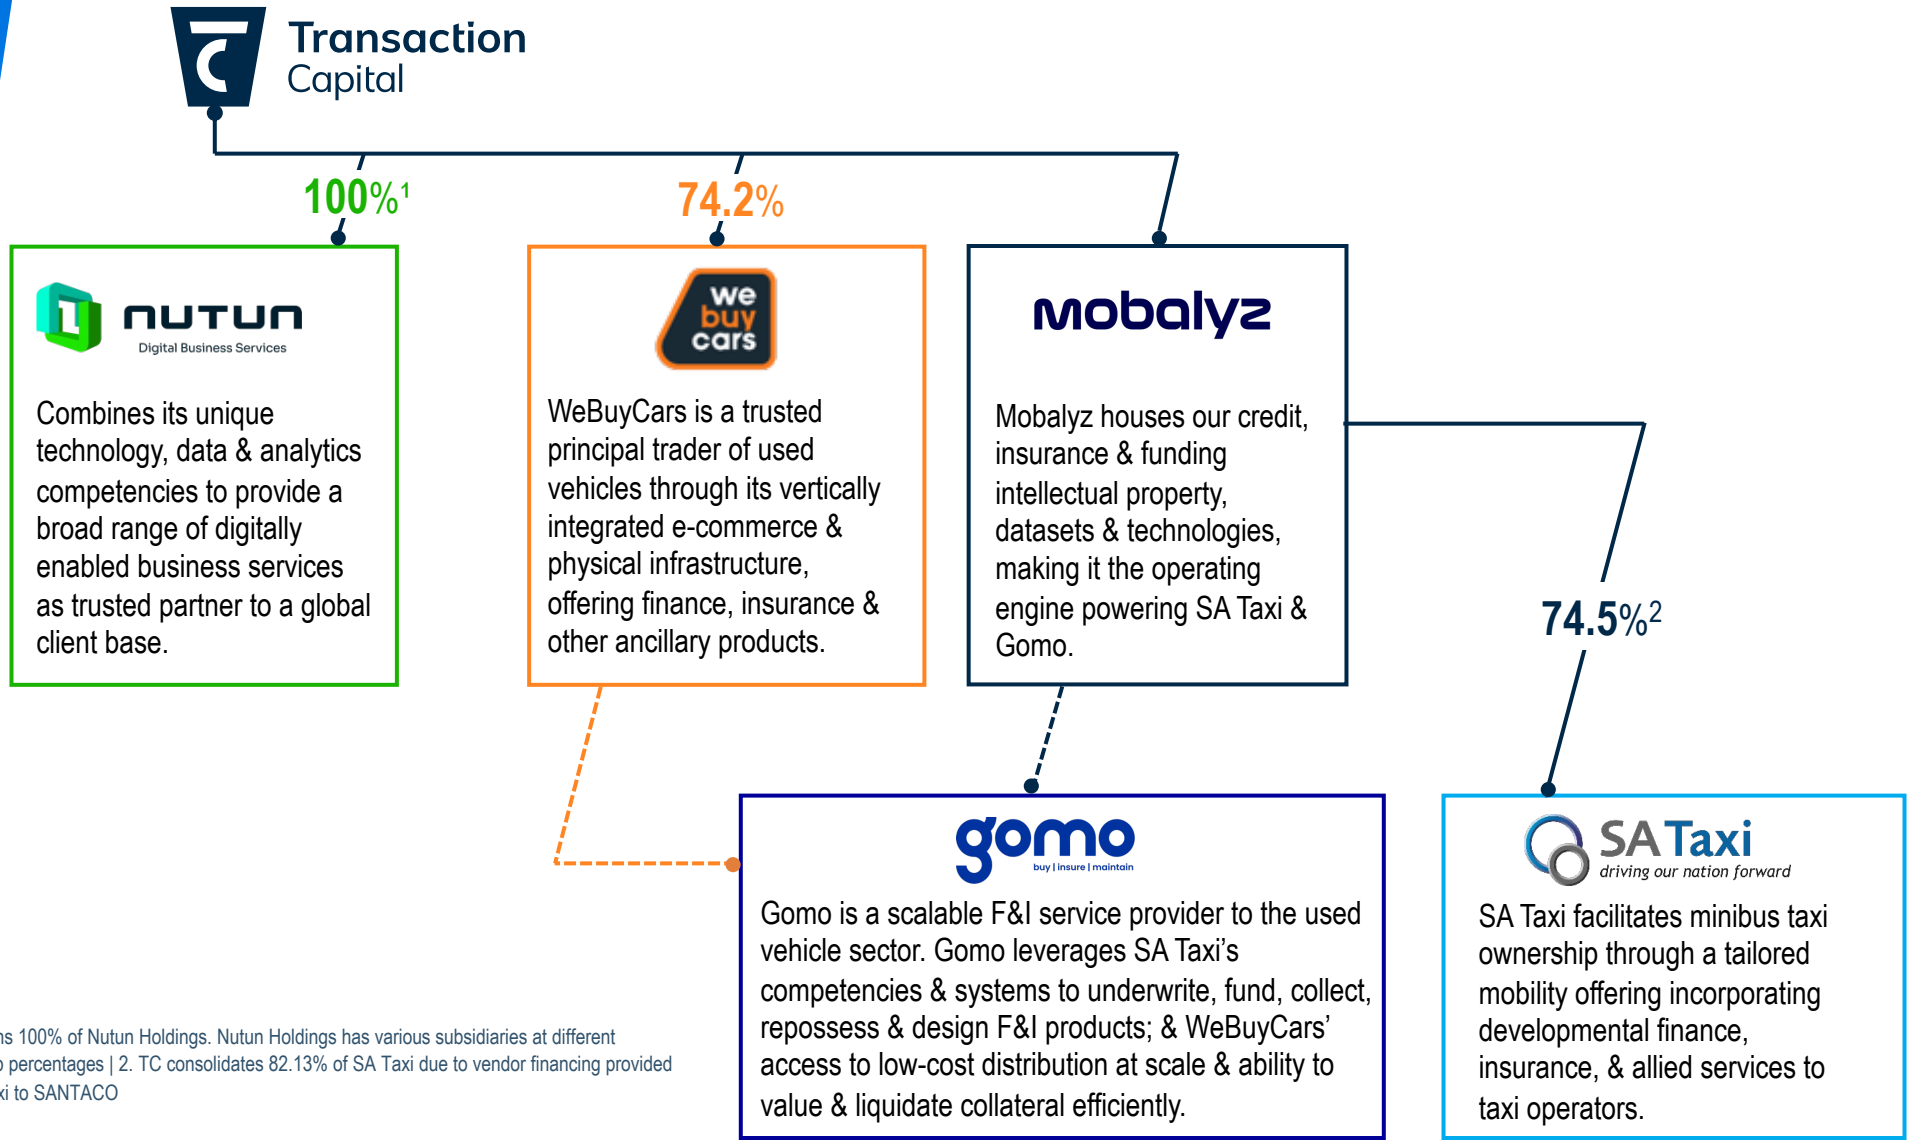 Transaction
Capital
100%¹
74.2%
nutun
Digital Business Services
Combines its unique
technology, data & analytics
competencies to provide a
broad range of digitally
enabled business services
as trusted partner to a global
client base.
we
buy
cars
WeBuyCars is a trusted
principal trader of used
vehicles through its vertically
integrated e-commerce &
physical infrastructure,
offering finance, insurance &
other ancillary products.
mobalyz
Mobalyz houses our credit,
insurance & funding
intellectual property,
datasets & technologies,
making it the operating
engine powering SA Taxi &
Gomo.
74.5%²
gomo
buy | insure | maintain
Gomo is a scalable F&I service provider to the used
vehicle sector. Gomo leverages SA Taxi’s
competencies & systems to underwrite, fund, collect,
repossess & design F&I products; & WeBuyCars’
access to low-cost distribution at scale & ability to
value & liquidate collateral efficiently.
SA Taxi
driving our nation forward
SA Taxi facilitates minibus taxi
ownership through a tailored
mobility offering incorporating
developmental finance,
insurance, & allied services to
taxi operators.
100% of Nutun Holdings. Nutun Holdings has various subsidiaries at different
percentages | 2. TC consolidates 82.13% of SA Taxi due to vendor financing provided
to SANTACO